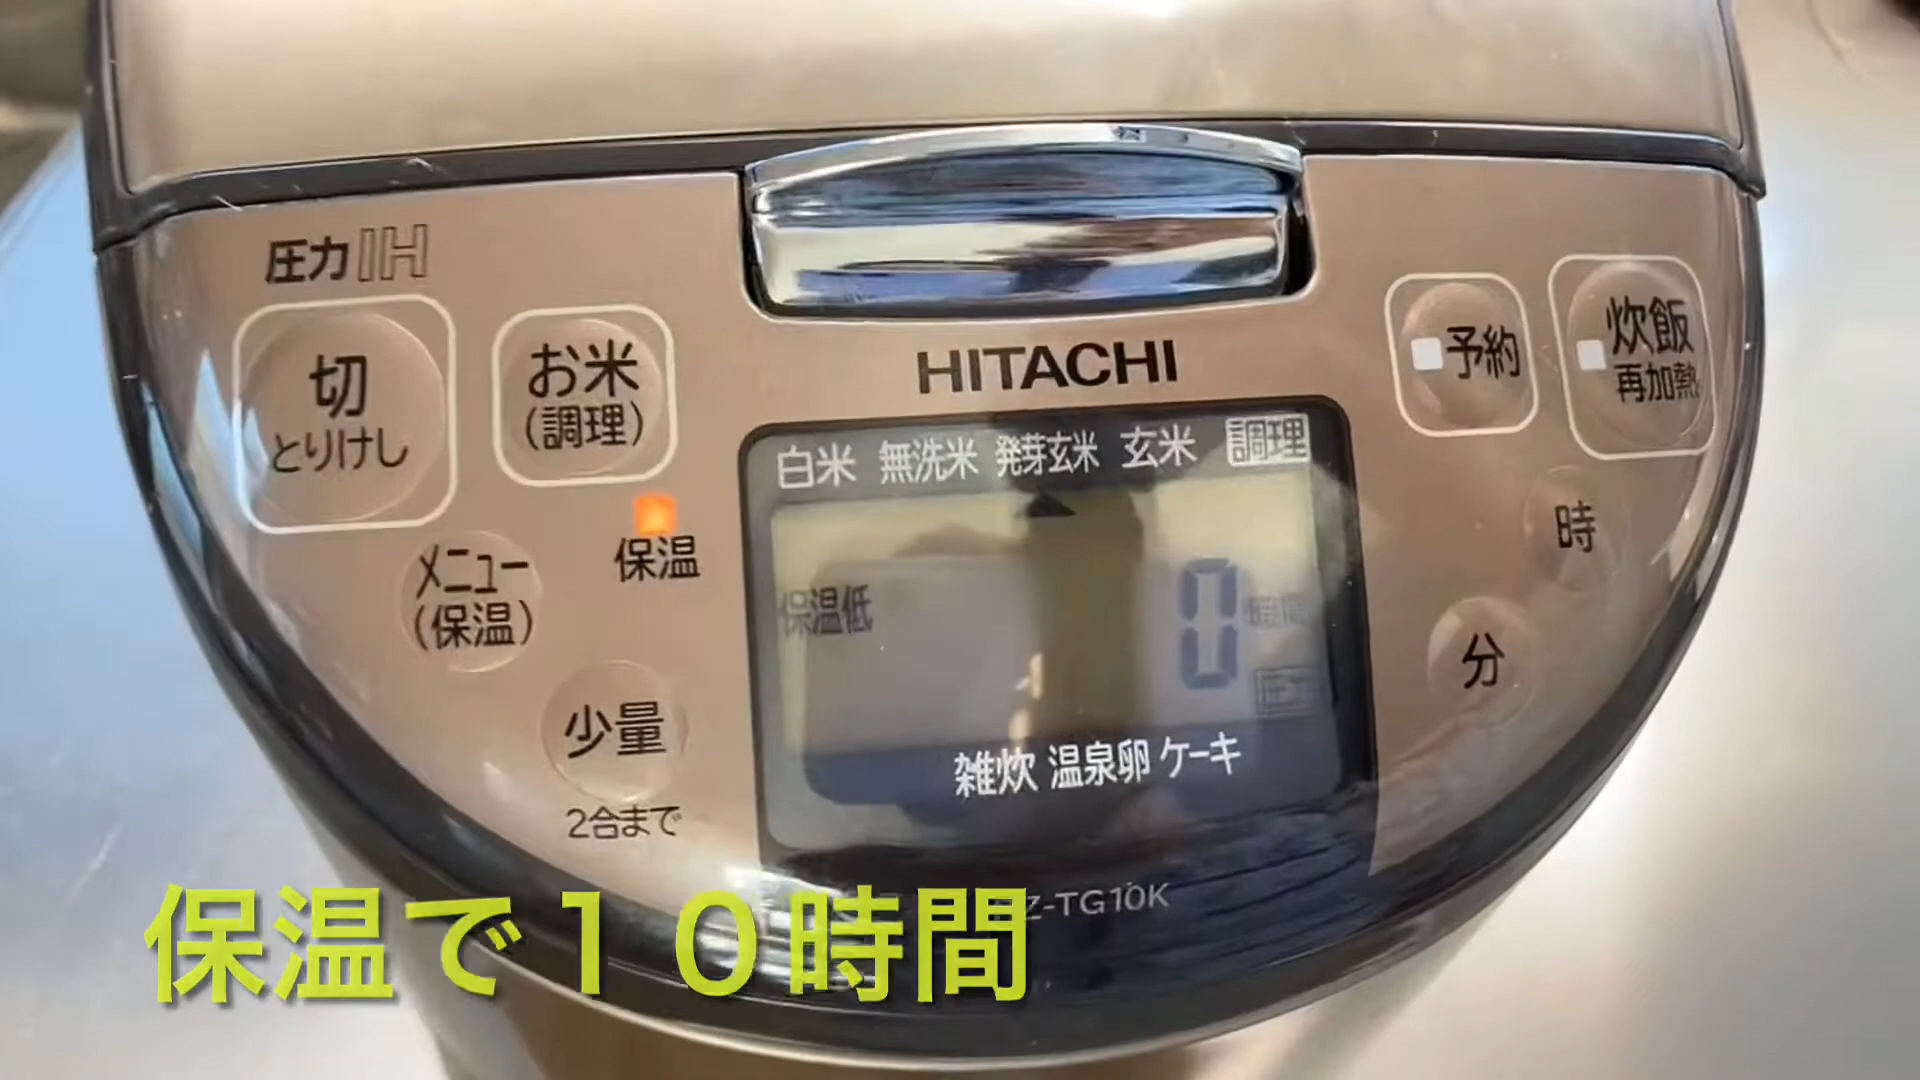 圧力IH
切
とりけし
お米
(調理)
保温
メニュー
(保温)
少量
2合まで
HITACHI
白米 無洗米 発芽玄米 玄米 調理
保温低
0
雑炊 温泉卵 ケーキ
Z-TG10K
予約
炊飯
再加熱
時
分
保温で10時間